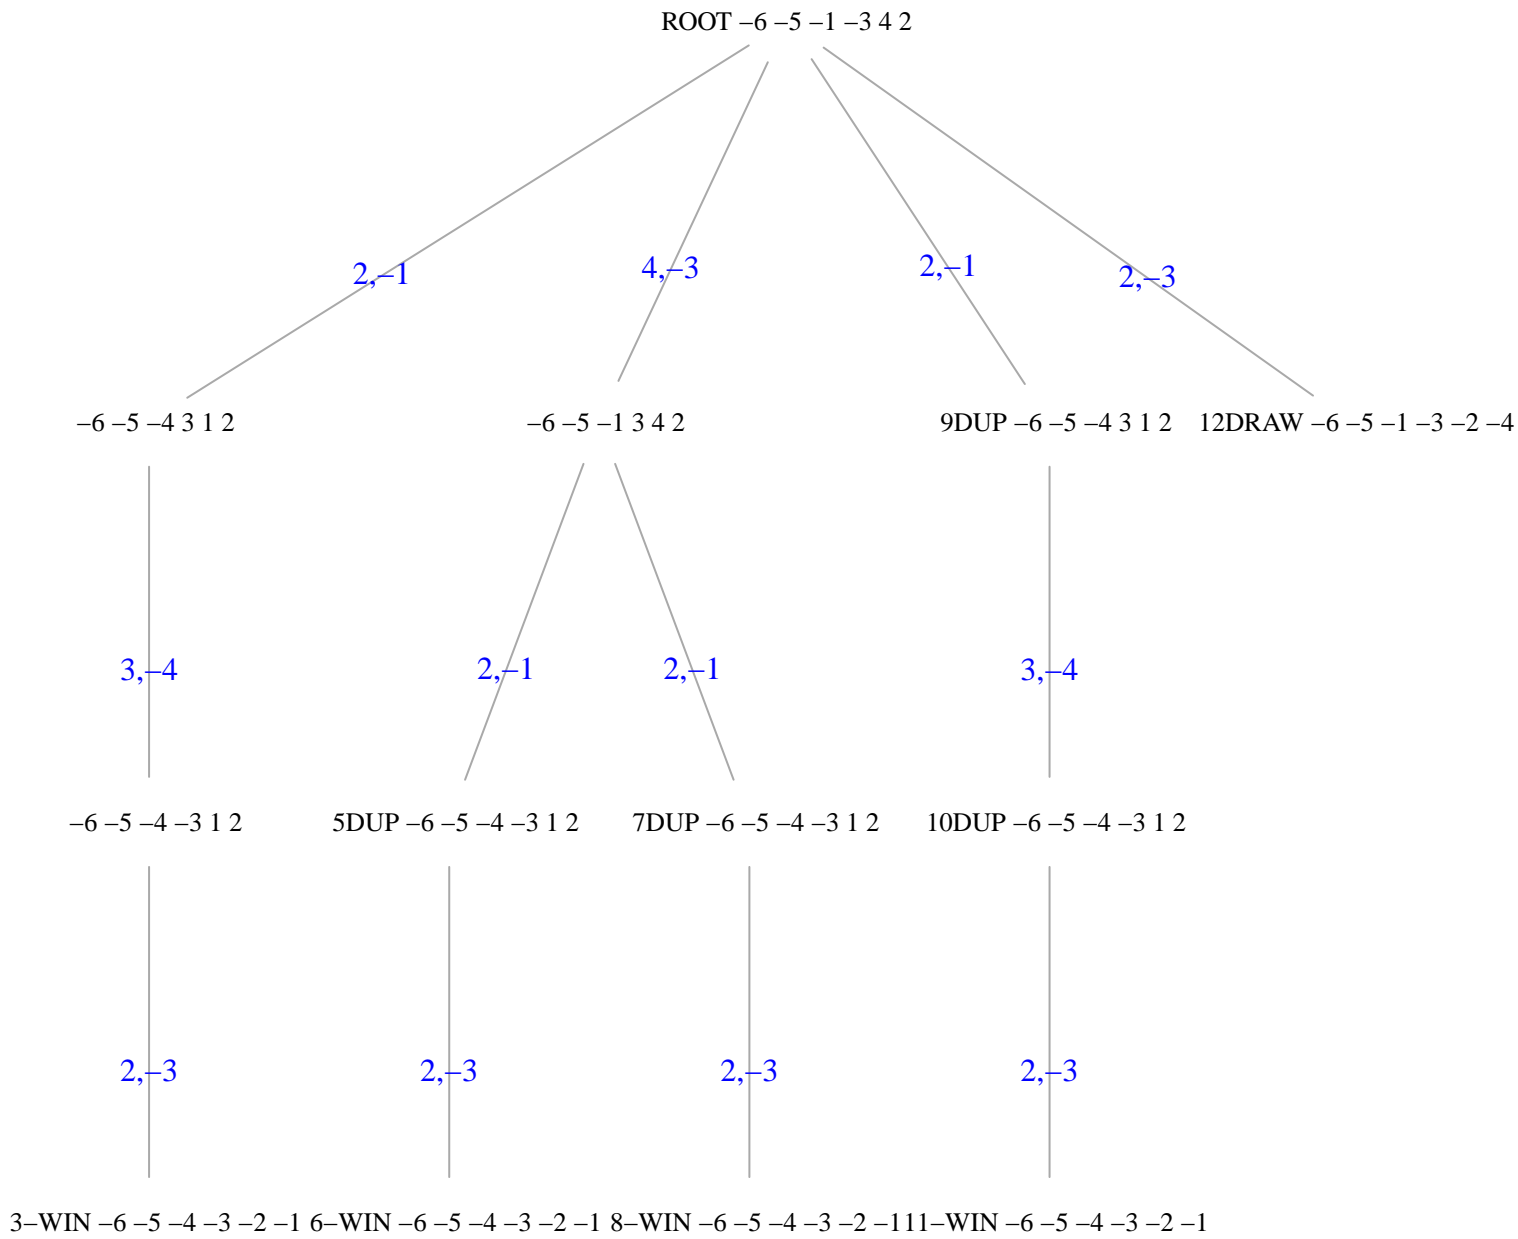 ROOT –6 –5 –1 –3 4 2
2,–1 4,–3 2,–1 2,–3
–6 –5 –4 3 1 2 –6 –5 –1 3 4 2 9DUP –6 –5 –4 3 1 2 12DRAW –6 –5 –1 –3 –2 –4
3,–4 2,–1 2,–1 3,–4
–6 –5 –4 –3 1 2 5DUP –6 –5 –4 –3 1 2 7DUP –6 –5 –4 –3 1 2 10DUP –6 –5 –4 –3 1 2
2,–3 2,–3 2,–3 2,–3
3–WIN –6 –5 –4 –3 –2 –1 6–WIN –6 –5 –4 –3 –2 –1 8–WIN –6 –5 –4 –3 –2 –111–WIN –6 –5 –4 –3 –2 –1